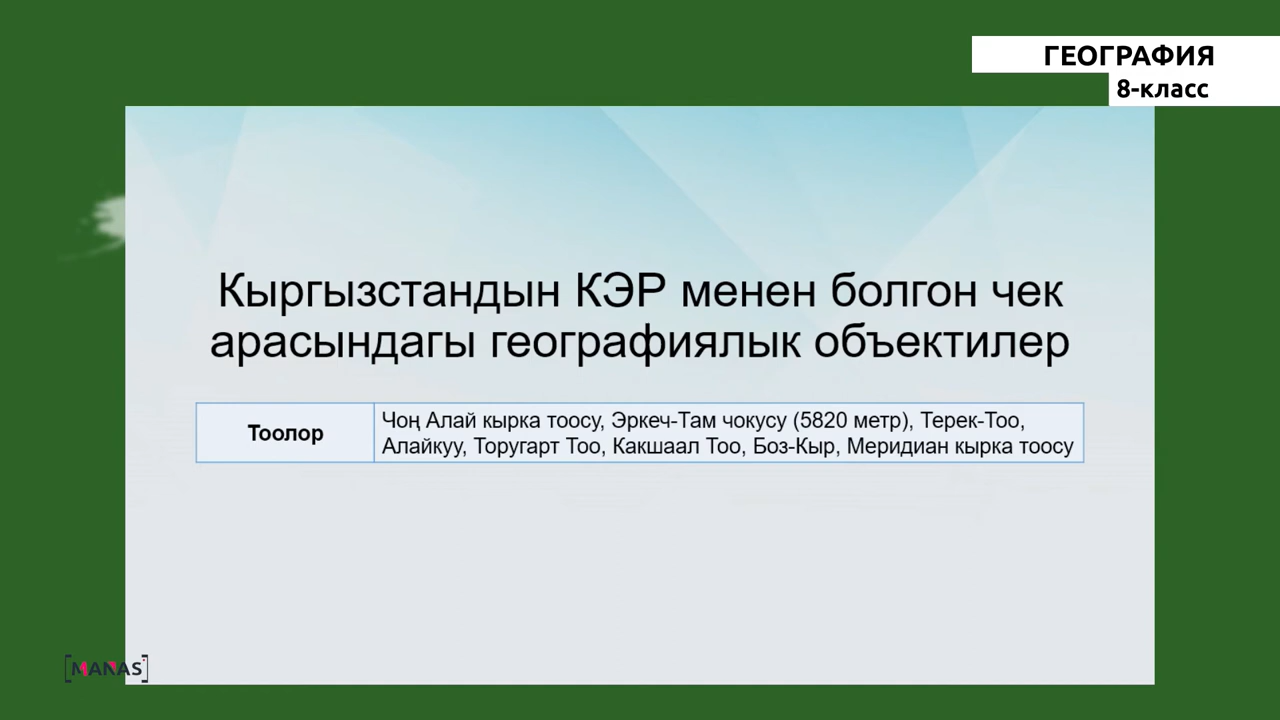 ГЕОГРАФИЯ
8-класс
Кыргызстандын КЭР менен болгон чек
арасындагы географиялык объектилер
Тоолор
Чоң Алай кырка тоосу, Эркеч-Там чокусу (5820 метр), Терек-Тоо,
Алайкуу, Торугарт Тоо, Какшаал Тоо, Боз-Кыр, Меридиан кырка тоосу
[MANAS]